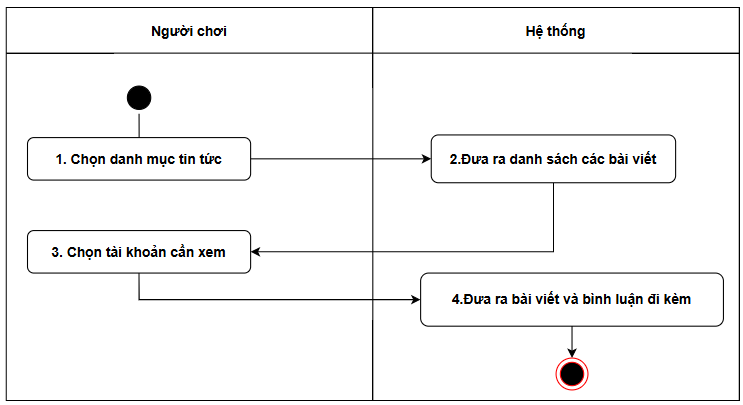 Người chơi
Hệ thống
1. Chọn danh mục tin tức
2.Đưa ra danh sách các bài viết
3. Chọn tài khoản cần xem
4.Đưa ra bài viết và bình luận đi kèm